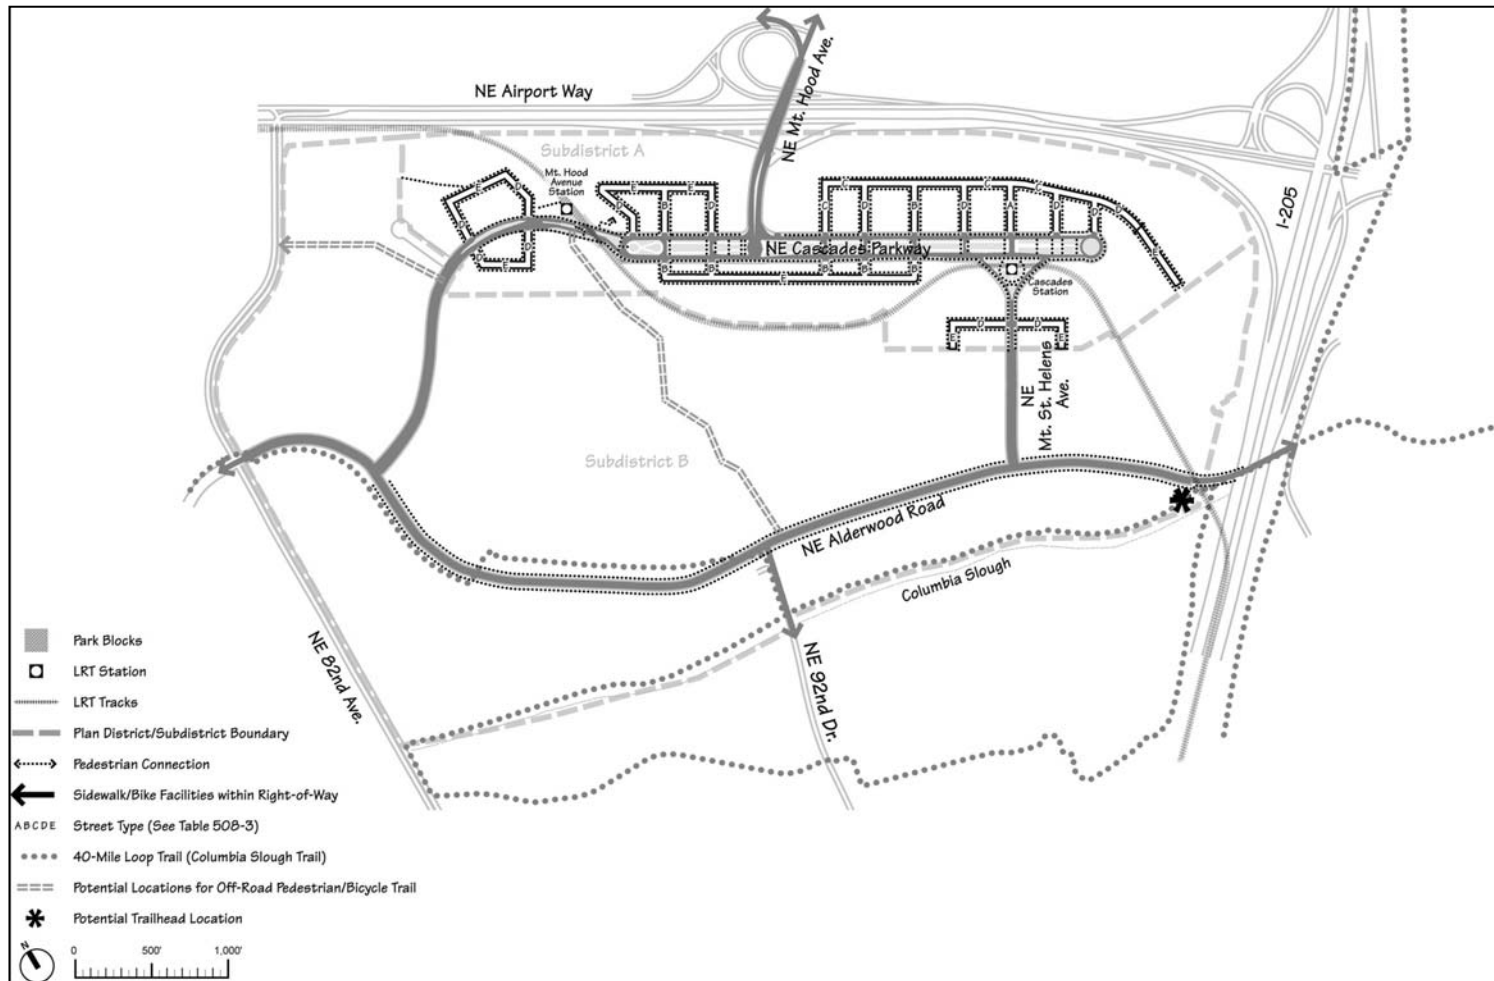 NE Airport Way
NE Mt. Hood Ave.
Subdistrict A
Mt. Hood
Avenue
Station
I-205
E
D
E
D
D
D
E
E
E
D
B
B
D
C
C
C
C
D
B
D
A
D
D
D
E
NE Cascades Parkway
B
B
B
B
B
E
Cascades
Station
D
D
E
E
NE
Mt. St. Helens
Ave.
Subdistrict B
NE Alderwood Road
Columbia Slough
NE 82nd Ave.
NE 92nd Dr.
Park Blocks
LRT Station
LRT Tracks
Plan District/Subdistrict Boundary
Pedestrian Connection
Sidewalk/Bike Facilities within Right-of-Way
ABCDE Street Type (See Table 508-3)
40-Mile Loop Trail (Columbia Slough Trail)
Potential Locations for Off-Road Pedestrian/Bicycle Trail
Potential Trailhead Location
N
0 500' 1,000'